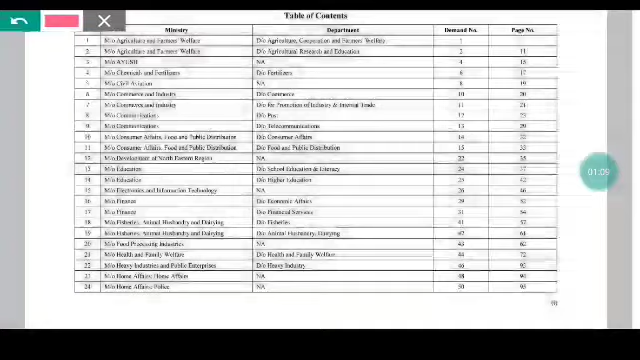 Table of Contents
Ministry Department Demand No. Page No.
1 M/o Agriculture and Farmers' Welfare D/o Agriculture, Cooperation and Farmers Welfare 1
2 M/o Agriculture and Farmers' Welfare D/o Agricultural Research and Education 2 11
3 M/o AYUSH NA 4 15
4 M/o Chemicals and Fertilizers D/o Fertilizers 6 17
5 M/o Civil Aviation NA 8 19
6 M/o Commerce and Industry D/o Commerce 10 20
7 M/o Commerce and Industry D/o for Promotion of Industry & Internal Trade 11 21
8 M/o Communications D/o Post 12 23
9 M/o Communications D/o Telecommunications 13 29
10 M/o Consumer Affairs, Food and Public Distribution D/o Consumer Affairs 14 32
11 M/o Consumer Affairs, Food and Public Distribution D/o Food and Public Distribution 15 33
12 M/o Development of North Eastern Region NA 22 35
13 M/o Education D/o School Education & Literacy 24 37
14 M/o Education D/o Higher Education 25 42
15 M/o Electronics and Information Technology NA 26 46
16 M/o Finance D/o Economic Affairs 29 52
17 M/o Finance D/o Financial Services 31 54
18 M/o Fisheries, Animal Husbandry and Dairying D/o Fisheries 41 57
19 M/o Fisheries, Animal Husbandry and Dairying D/o Animal Husbandry, Dairying 42 61
20 M/o Food Processing Industries NA 43 62
21 M/o Health and Family Welfare D/o Health and Family Welfare 44 72
22 M/o Heavy Industries and Public Enterprises D/o Heavy Industry 46
23 M/o Home Affairs: Home Affairs NA 48
24 M/o Home Affairs: Police NA 50
01:09